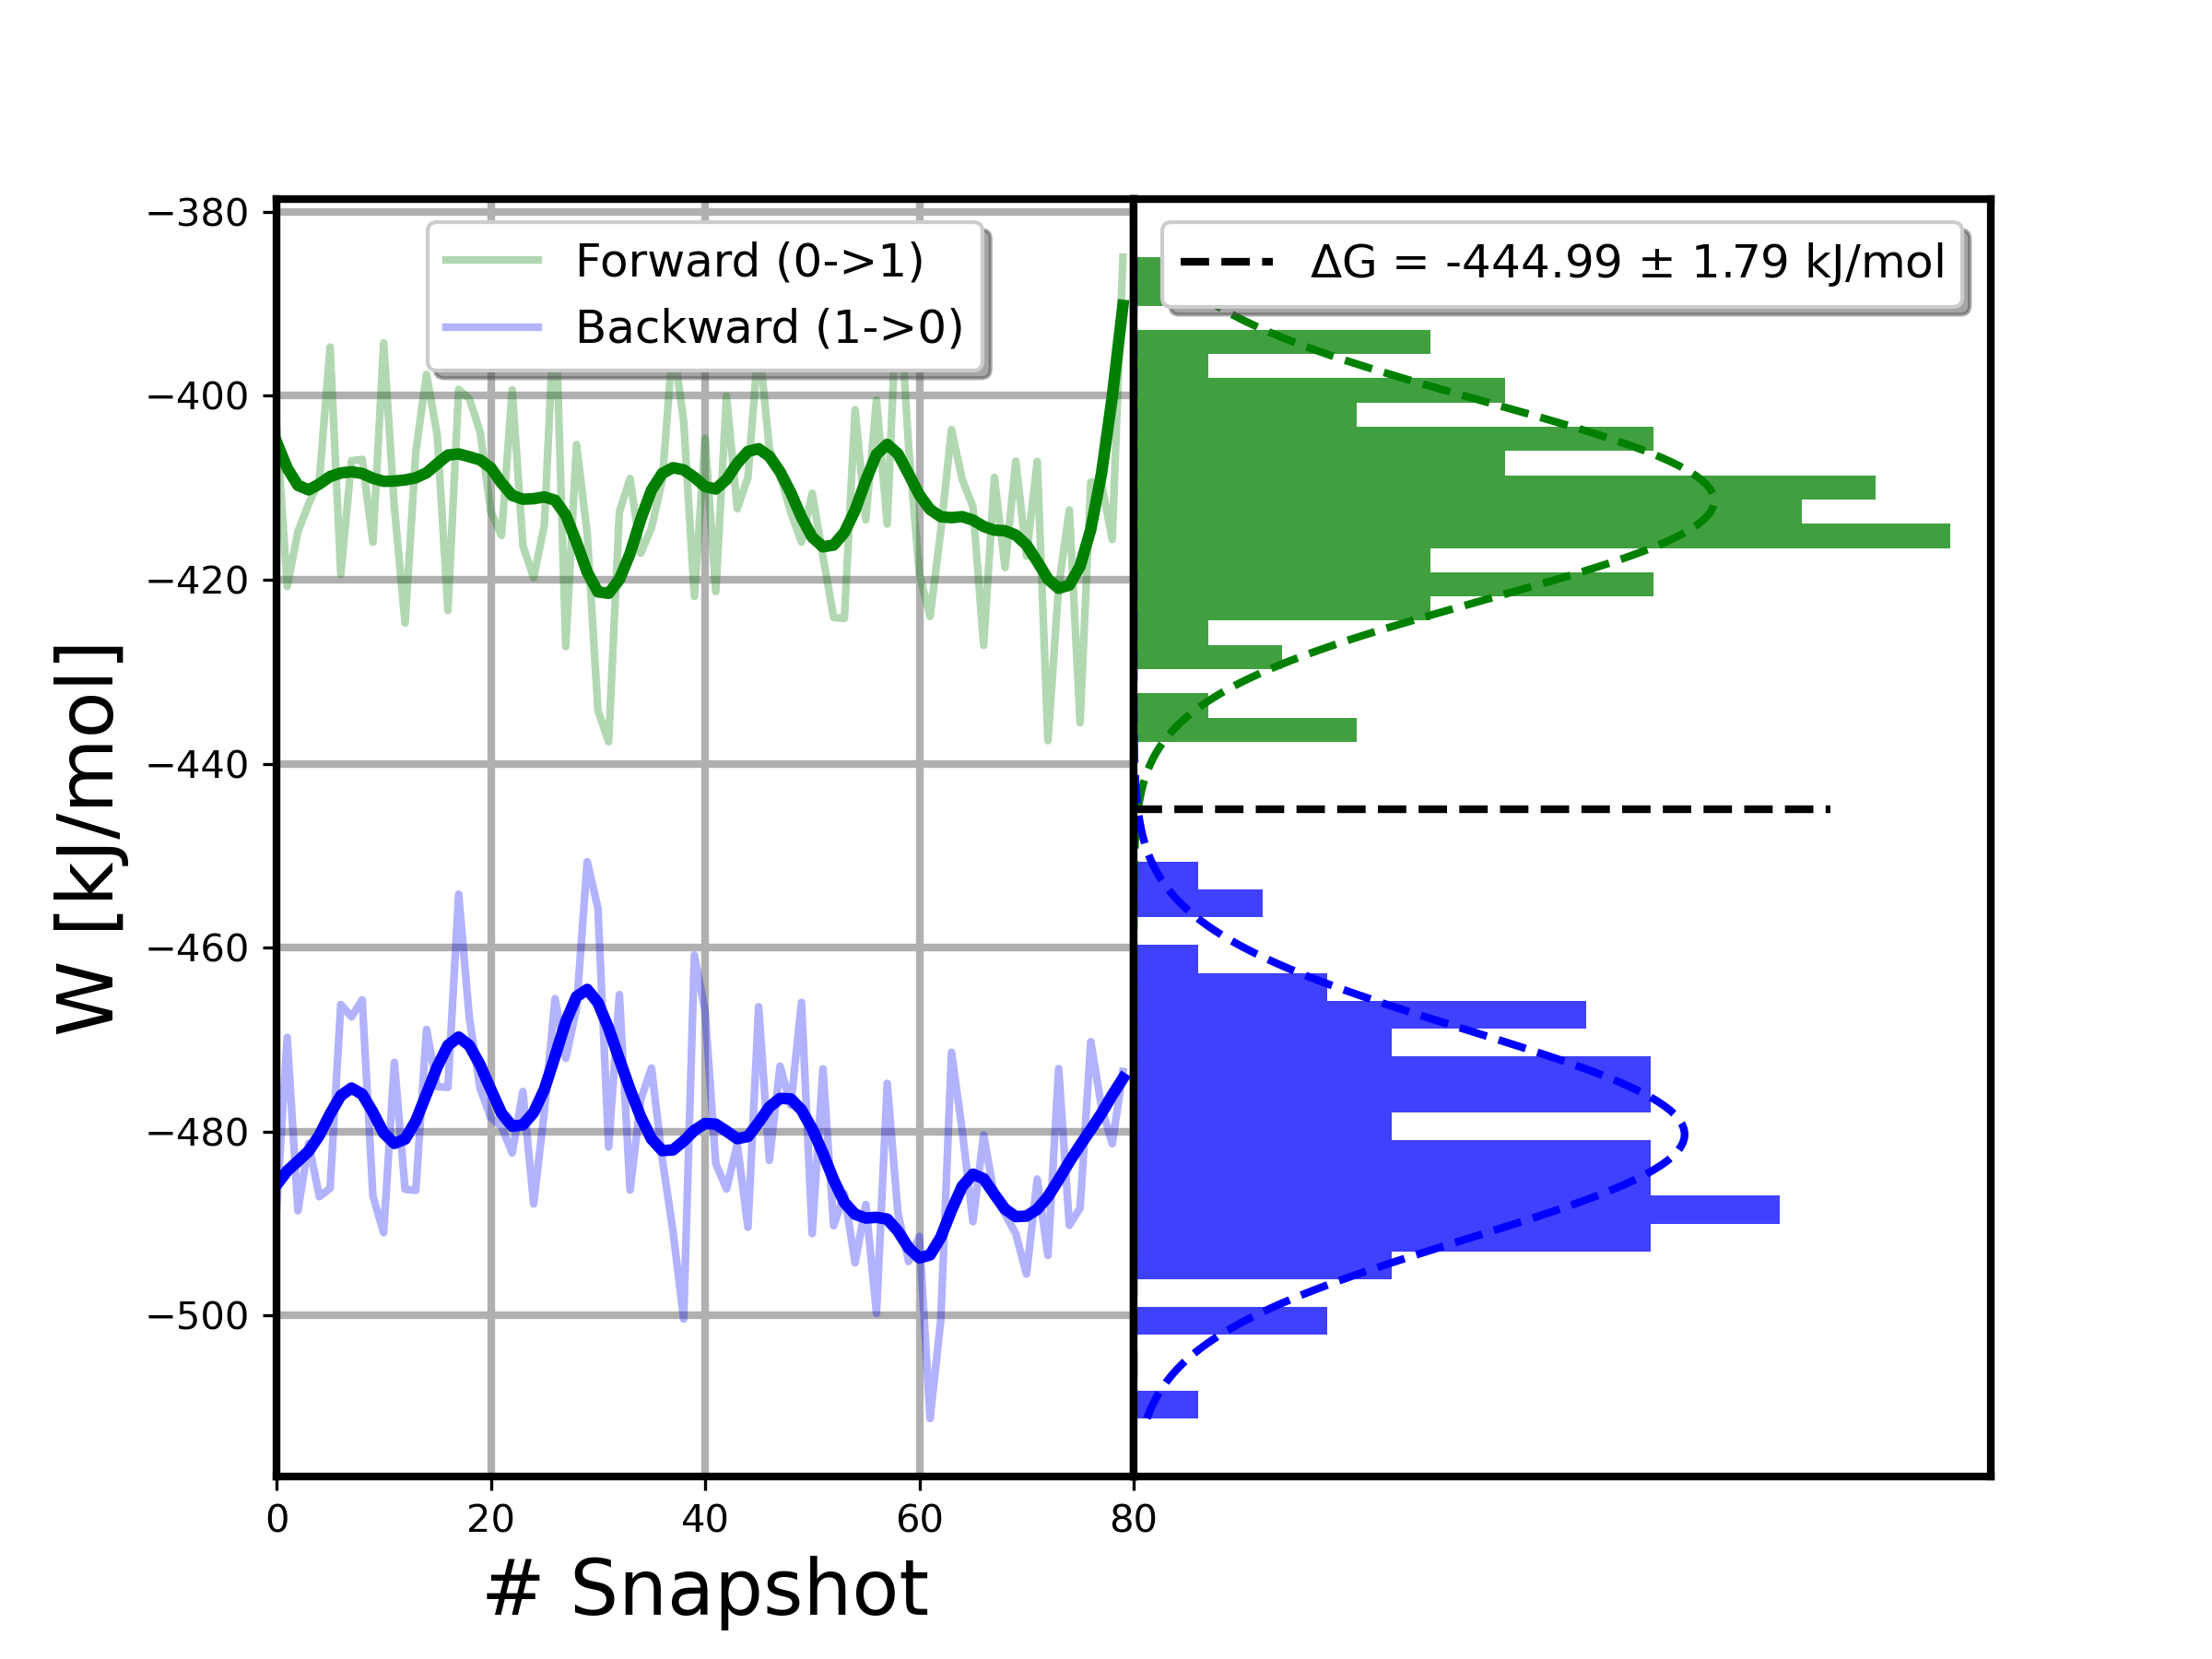 Forward (0->1)
Backward (1->0)
ΔG = -444.99 ± 1.79 kJ/mol
W [kJ/mol]
−380
−400
−420
−440
−460
−480
−500
0 20 40 60 80
# Snapshot